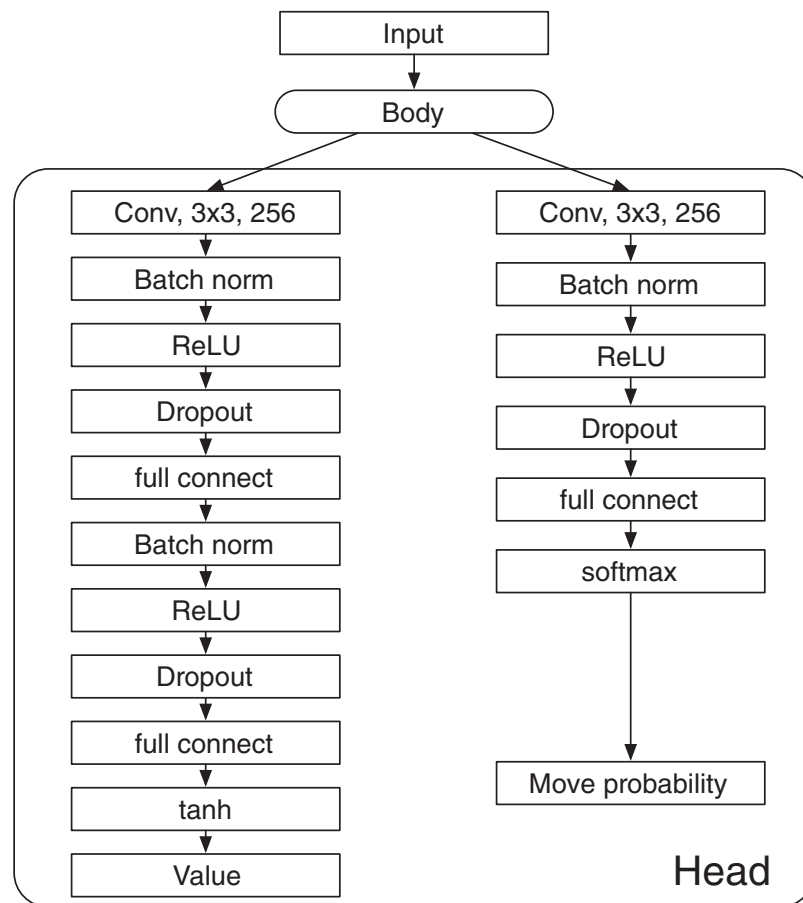 Input
Body
Conv, 3x3, 256
Batch norm
ReLU
Dropout
full connect
Batch norm
ReLU
Dropout
full connect
tanh
Value
Conv, 3x3, 256
Batch norm
ReLU
Dropout
full connect
softmax
Move probability
Head